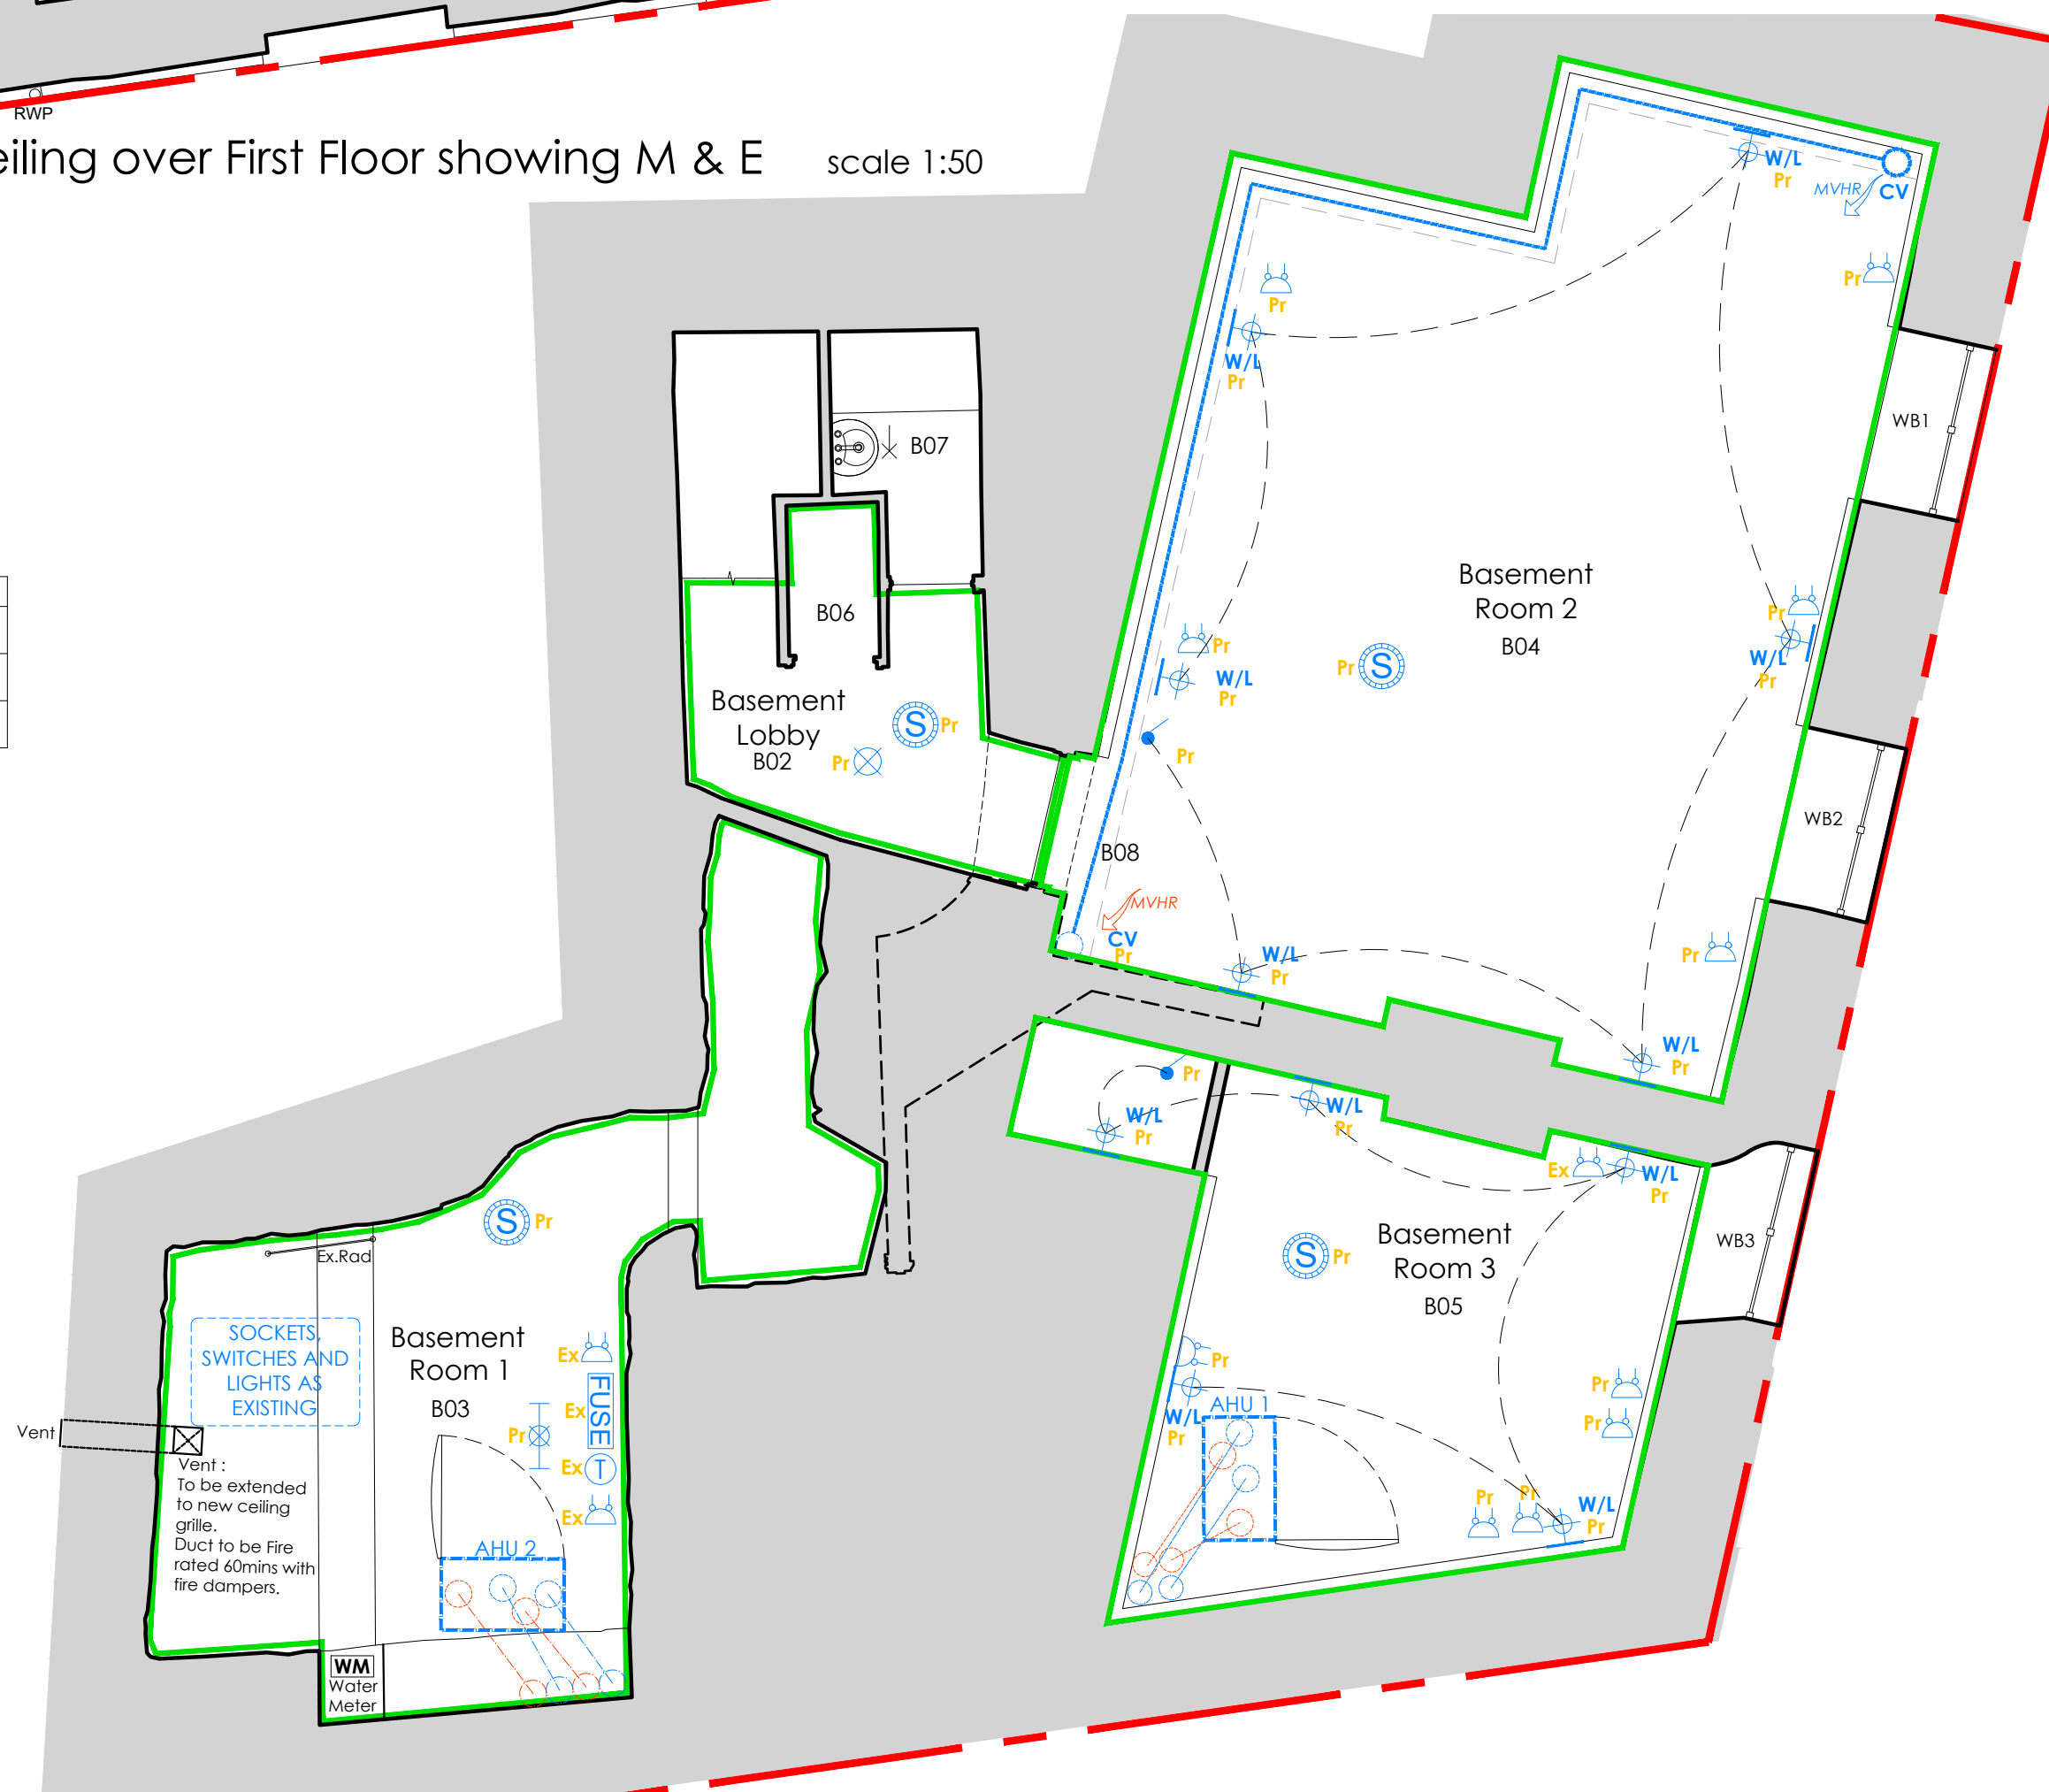 RWP
eiling over First Floor showing M & E scale 1:50
W/L
Pr
MVHR
CV
Pr
Pr
W/L
Pr
WB1
B07
Basement
Room 2
B04
B06
Pr
W/L
Pr
Pr
S
Pr
W/L
Pr
Basement
Lobby
B02
S
Pr
Pr
Pr
WB2
B08
MVHR
CV
Pr
W/L
Pr
Pr
W/L
Pr
Pr
W/L
Pr
W/L
Pr
Ex
W/L
Pr
S
Pr
Basement
Room 3
B05
WB3
S
Pr
Ex.Rad
SOCKETS,
SWITCHES AND
LIGHTS AS
EXISTING
Basement
Room 1
B03
Ex
Ex
FUSE
Pr
Ex
T
Ex
Pr
W/L
Pr
AHU 1
Pr
Pr
Pr
Pr
W/L
Pr
Vent
Vent :
To be extended
to new ceiling
grille.
Duct to be Fire
rated 60mins with
fire dampers.
AHU 2
WM
Water
Meter